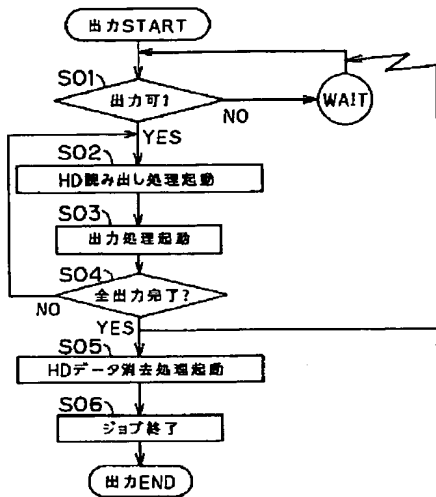 出力START
S01
出力可?
NO
WAIT
YES
S02
HD読み出し処理起動
S03
出力処理起動
S04
全出力完了?
NO
YES
S05
HDデータ消去処理起動
S06
ジョブ終了
出力END